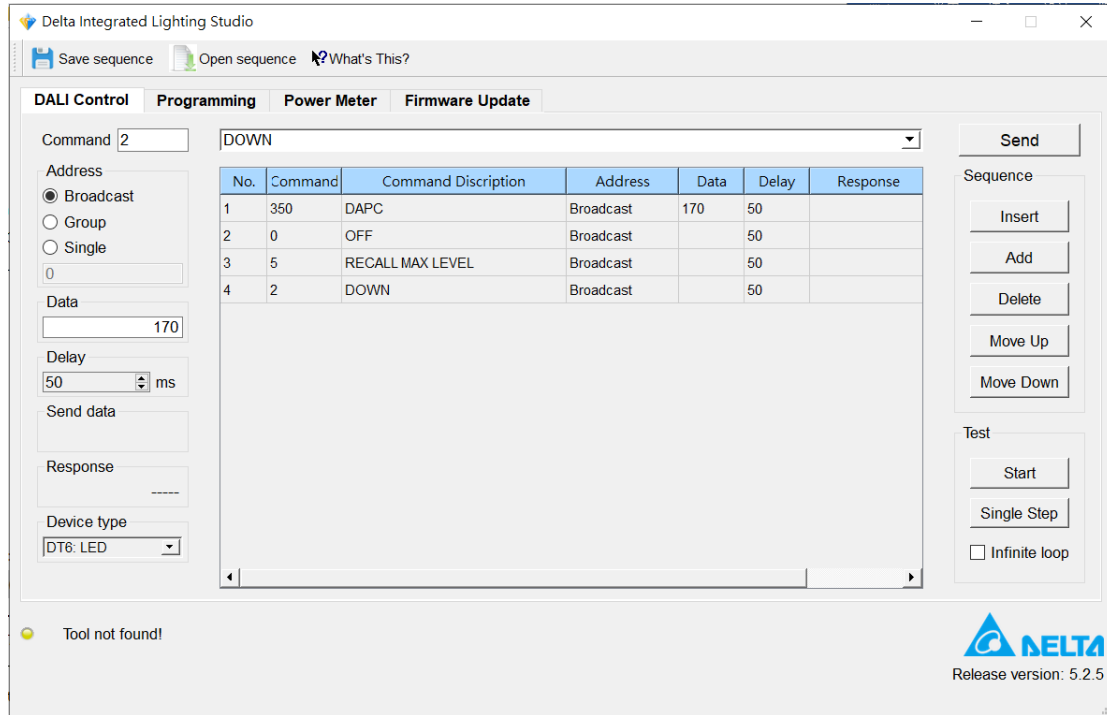 Delta Integrated Lighting Studio
Save sequence Open sequence What's This?
DALI Control Programming Power Meter Firmware Update
Command 2 DOWN Send
Address
Broadcast
Group
Single
0
Data
170
Delay
50 ms
Send data
Response
-----
Device type
DT6: LED
No. Command Command Discription Address Data Delay Response
1 350 DAPC Broadcast 170 50
2 0 OFF Broadcast 50
3 5 RECALL MAX LEVEL Broadcast 50
4 2 DOWN Broadcast 50
Sequence
Insert
Add
Delete
Move Up
Move Down
Test
Start
Single Step
Infinite loop
Tool not found!
DELTA
Release version: 5.2.5